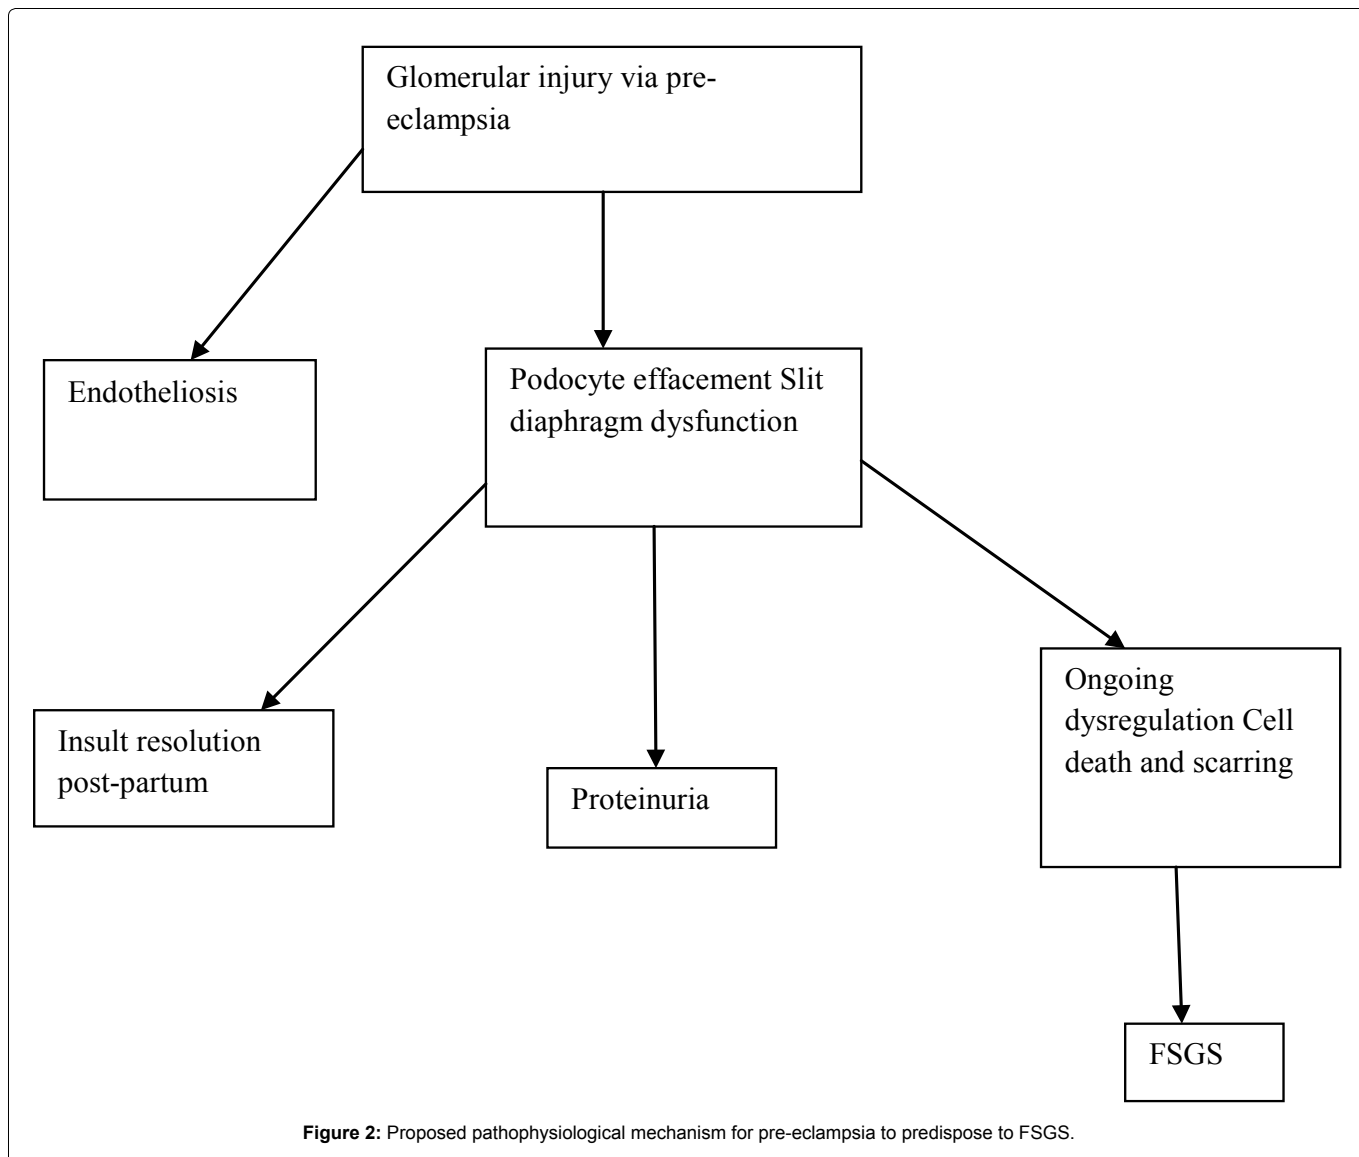 Glomerular injury via pre-
eclampsia
Endotheliosis
Podocyte effacement Slit
diaphragm dysfunction
Insult resolution
post-partum
Proteinuria
Ongoing
dysregulation Cell
death and scarring
FSGS
Figure 2: Proposed pathophysiological mechanism for pre-eclampsia to predispose to FSGS.